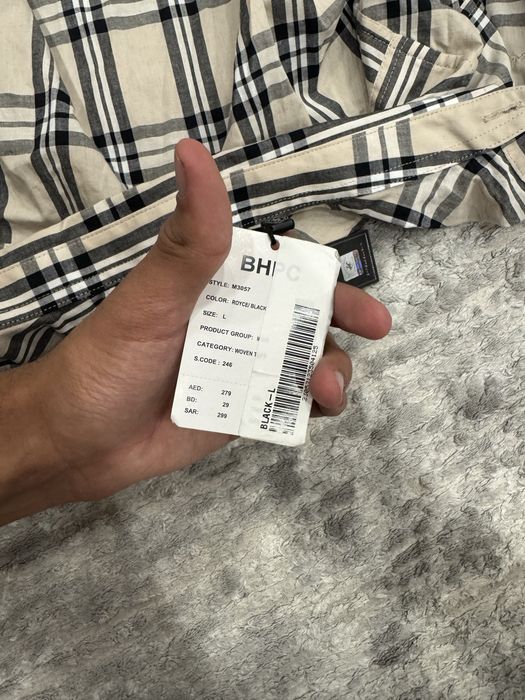 BHPC
STYLE: M3057
COLOR: ROYCE/ BLACK
SIZE: L
PRODUCT GROUP:
CATEGORY: WOVEN
S.CODE: 246
AED: 279
BD: 29
SAR: 299
BLACK-L